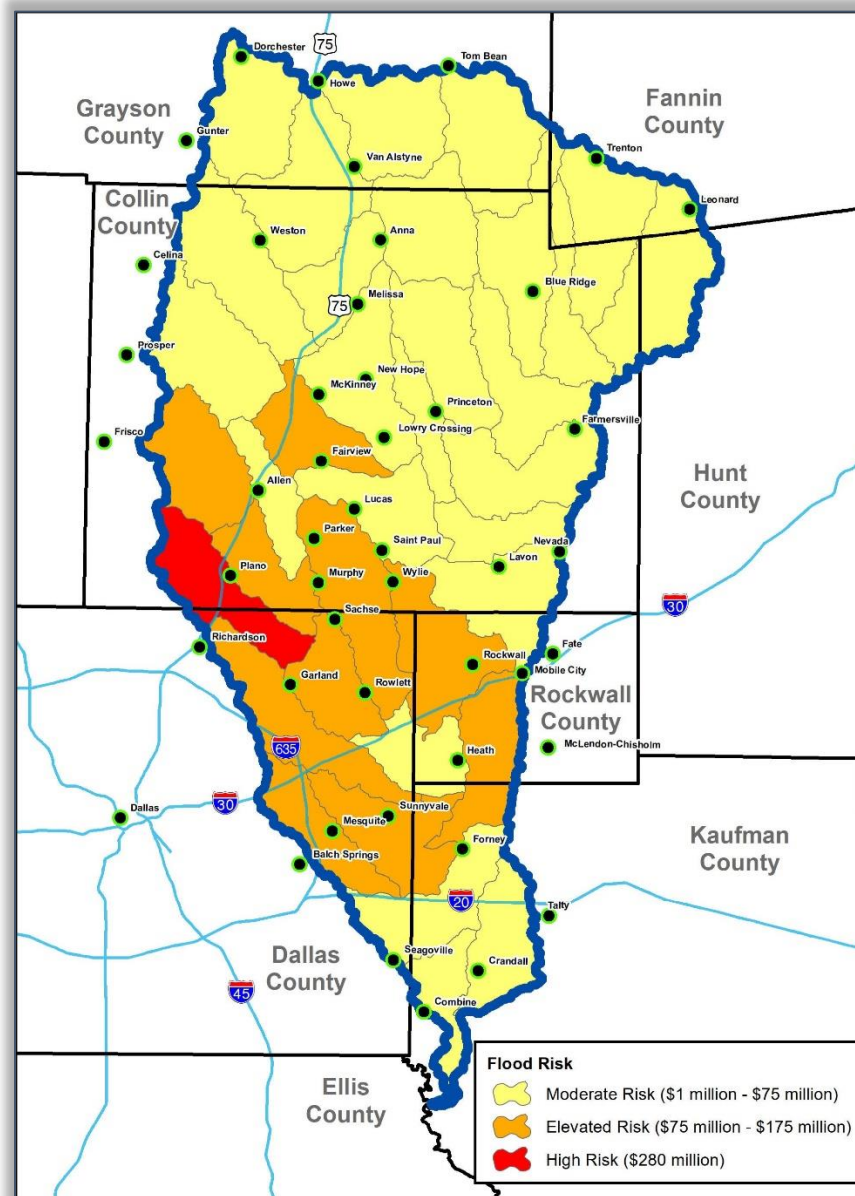 75
Dorchester
Tom Bean
Howe
Grayson
County
Fannin
County
Gunter
Trenton
Van Alstyne
Leonard
Collin
County
Weston
Anna
Celina
Blue Ridge
75
Melissa
Prosper
New Hope
McKinney
Princeton
Lowry Crossing
Farmersville
Frisco
Fairview
Hunt
County
Allen
Lucas
Parker
Saint Paul
Nevada
Lavon
Plano
Murphy
Wylie
30
Sachse
Richardson
Fate
Rockwall
Mobile City
Garland
Rowlett
Rockwall
County
McLendon-Chisholm
635
Heath
30
Dallas
Sunnyvale
Mesquite
Kaufman
County
Forney
Balch Springs
20
Talty
Dallas
County
Seagoville
Crandall
45
Combine
Ellis
County
Flood Risk
Moderate Risk ($1 million - $75 million)
Elevated Risk ($75 million - $175 million)
High Risk ($280 million)